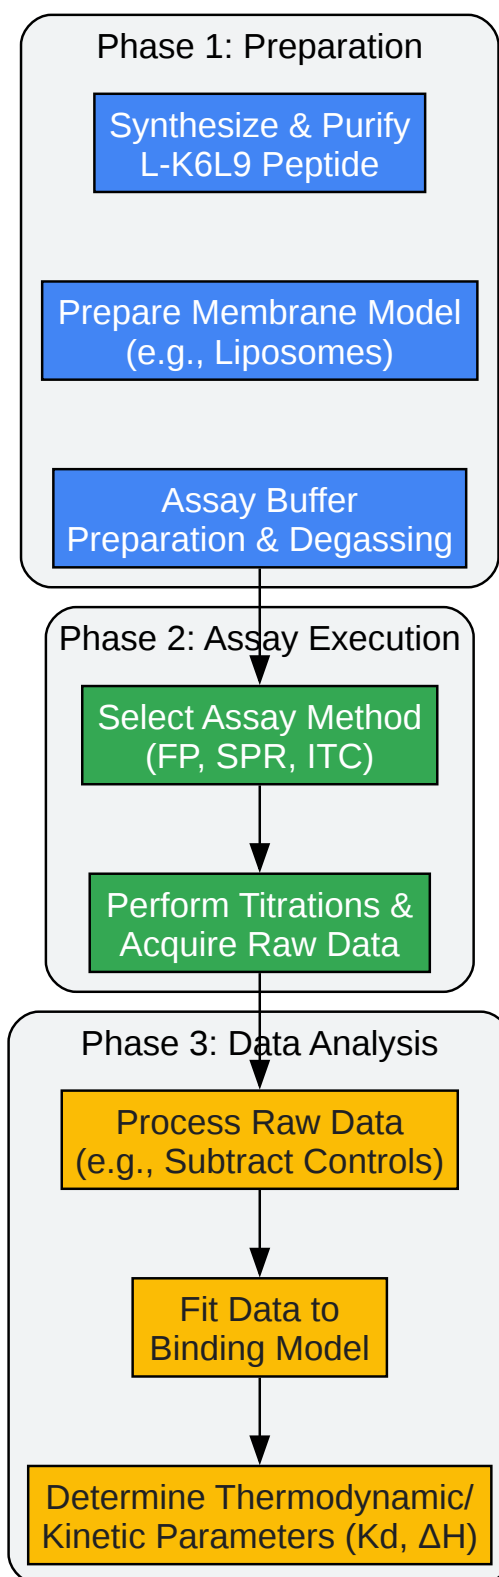 Phase 1: Preparation
Synthesize & Purify
L-K6L9 Peptide
Prepare Membrane Model
(e.g., Liposomes)
Assay Buffer
Preparation & Degassing
Phase 2: Assay Execution
Select Assay Method
(FP, SPR, ITC)
Perform Titrations &
Acquire Raw Data
Phase 3: Data Analysis
Process Raw Data
(e.g., Subtract Controls)
Fit Data to
Binding Model
Determine Thermodynamic/
Kinetic Parameters (Kd, ΔH)